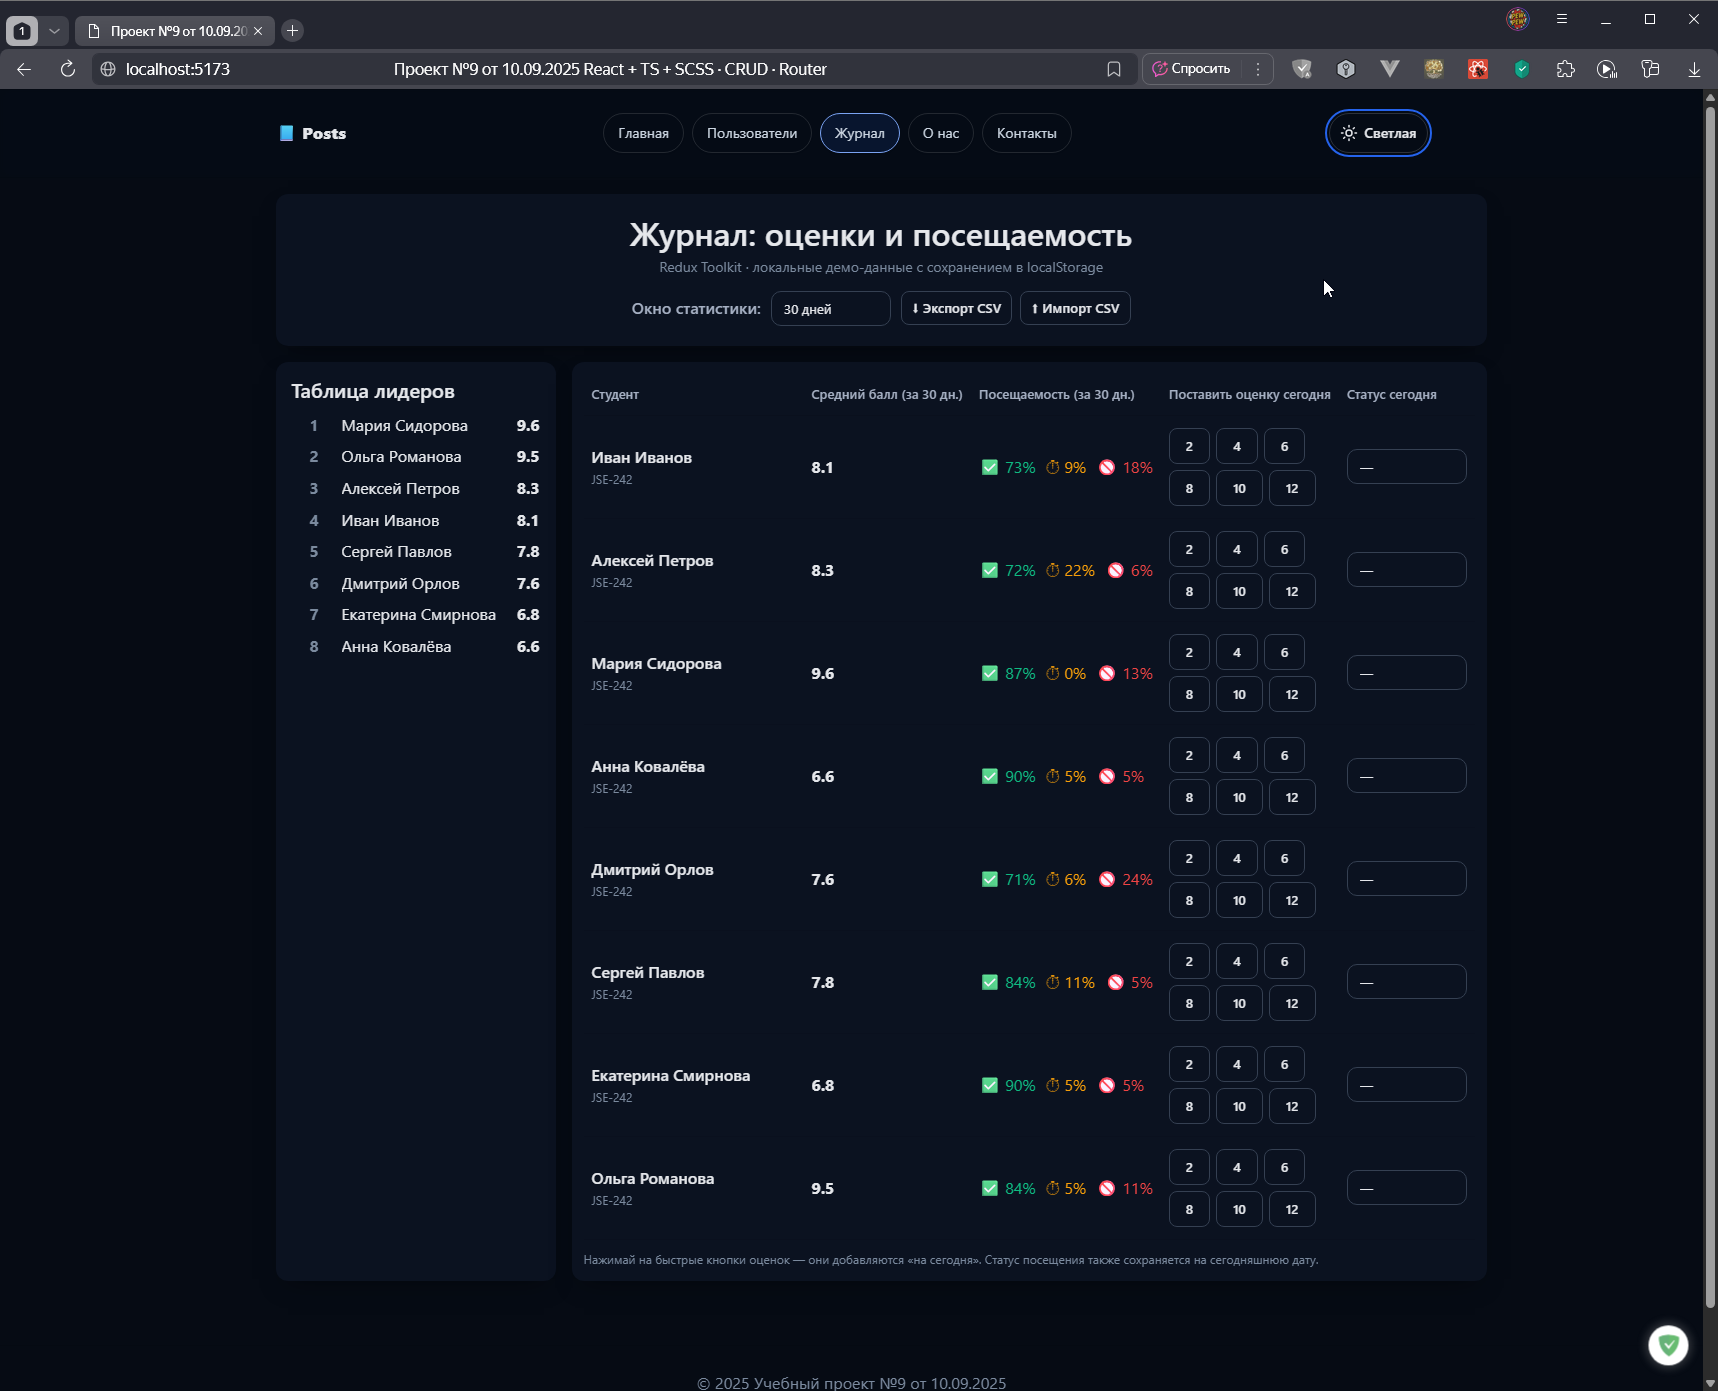 1
Проект №9 от 10.09.20
localhost:5173
Проект №9 от 10.09.2025 React + TS + SCSS · CRUD · Router
Спросить
Posts
Главная
Пользователи
Журнал
О нас
Контакты
Светлая
Журнал: оценки и посещаемость
Redux Toolkit · локальные демо-данные с сохранением в localStorage
Окно статистики:
30 дней
⬇ Экспорт CSV
⬆ Импорт CSV
Таблица лидеров
1 Мария Сидорова 9.6
2 Ольга Романова 9.5
3 Алексей Петров 8.3
4 Иван Иванов 8.1
5 Сергей Павлов 7.8
6 Дмитрий Орлов 7.6
7 Екатерина Смирнова 6.8
8 Анна Ковалёва 6.6
Студент Средний балл (за 30 дн.) Посещаемость (за 30 дн.) Поставить оценку сегодня Статус сегодня
Иван Иванов
JSE-242
8.1
✅ 73% ⏱ 9% 🚫 18%
2 4 6
8 10 12
—
Алексей Петров
JSE-242
8.3
✅ 72% ⏱ 22% 🚫 6%
2 4 6
8 10 12
—
Мария Сидорова
JSE-242
9.6
✅ 87% ⏱ 0% 🚫 13%
2 4 6
8 10 12
—
Анна Ковалёва
JSE-242
6.6
✅ 90% ⏱ 5% 🚫 5%
2 4 6
8 10 12
—
Дмитрий Орлов
JSE-242
7.6
✅ 71% ⏱ 6% 🚫 24%
2 4 6
8 10 12
—
Сергей Павлов
JSE-242
7.8
✅ 84% ⏱ 11% 🚫 5%
2 4 6
8 10 12
—
Екатерина Смирнова
JSE-242
6.8
✅ 90% ⏱ 5% 🚫 5%
2 4 6
8 10 12
—
Ольга Романова
JSE-242
9.5
✅ 84% ⏱ 5% 🚫 11%
2 4 6
8 10 12
—
Нажимай на быстрые кнопки оценок — они добавляются «на сегодня». Статус посещения также сохраняется на сегодняшнюю дату.
© 2025 Учебный проект №9 от 10.09.2025